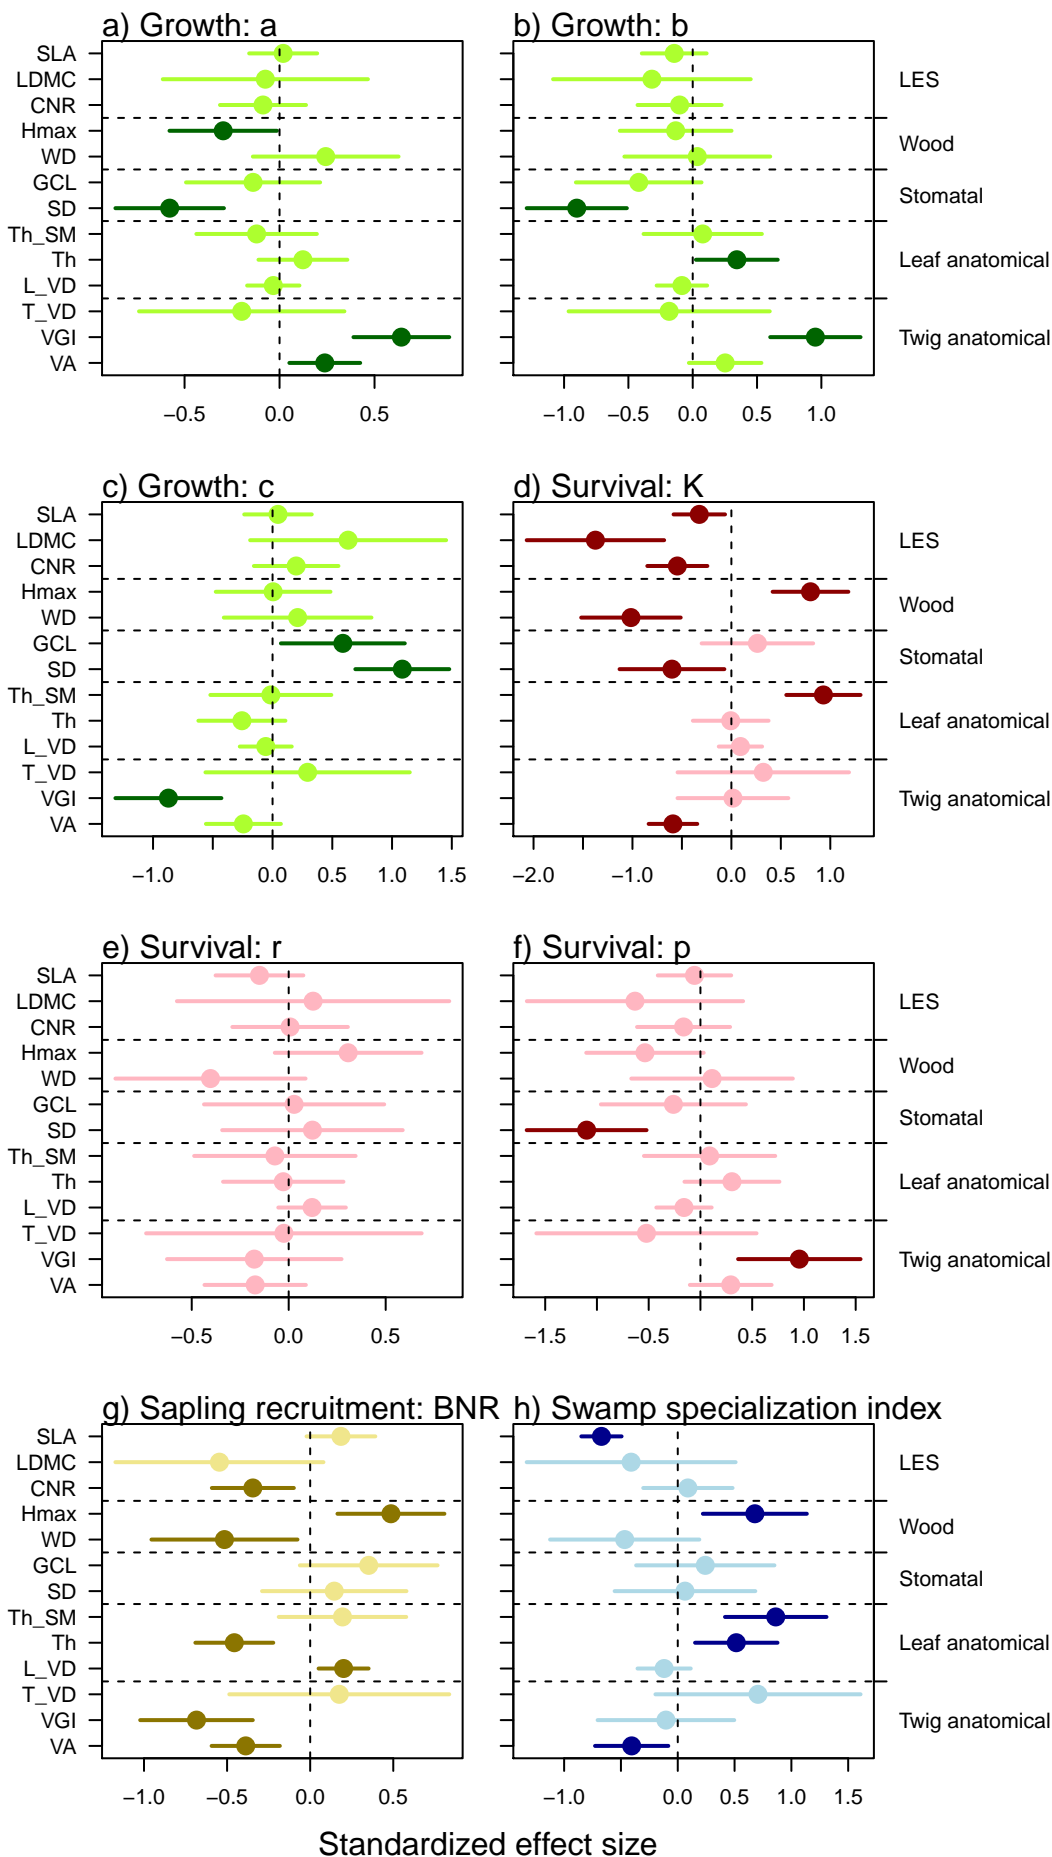 a) Growth: a
b) Growth: b
SLA
LDMC
CNR
Hmax
WD
GCL
SD
Th_SM
Th
L_VD
T_VD
VGI
VA
LES
Wood
Stomatal
Leaf anatomical
Twig anatomical
−0.5 0.0 0.5
−1.0 −0.5 0.0 0.5 1.0
c) Growth: c
d) Survival: K
SLA
LDMC
CNR
Hmax
WD
GCL
SD
Th_SM
Th
L_VD
T_VD
VGI
VA
LES
Wood
Stomatal
Leaf anatomical
Twig anatomical
−1.0 0.0 0.5 1.0 1.5
−2.0 −1.0 0.0 0.5 1.0
e) Survival: r
f) Survival: p
SLA
LDMC
CNR
Hmax
WD
GCL
SD
Th_SM
Th
L_VD
T_VD
VGI
VA
LES
Wood
Stomatal
Leaf anatomical
Twig anatomical
−0.5 0.0 0.5
−1.5 −0.5 0.5 1.0 1.5
g) Sapling recruitment: BNR
h) Swamp specialization index
SLA
LDMC
CNR
Hmax
WD
GCL
SD
Th_SM
Th
L_VD
T_VD
VGI
VA
LES
Wood
Stomatal
Leaf anatomical
Twig anatomical
−1.0 −0.5 0.0 0.5
−1.0 0.0 0.5 1.0 1.5
Standardized effect size